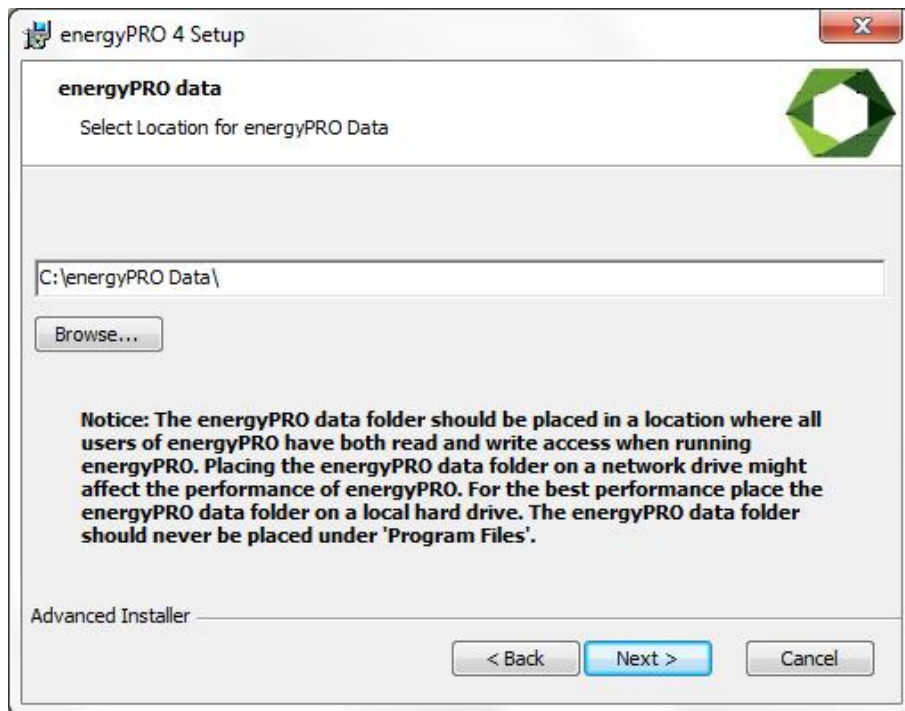 energyPRO 4 Setup
energyPRO data
Select Location for energyPRO Data
C:\energyPRO Data\
Browse...
Notice: The energyPRO data folder should be placed in a location where all
users of energyPRO have both read and write access when running
energyPRO. Placing the energyPRO data folder on a network drive might
affect the performance of energyPRO. For the best performance place the
energyPRO data folder on a local hard drive. The energyPRO data folder
should never be placed under 'Program Files'.
Advanced Installer
< Back
Next >
Cancel